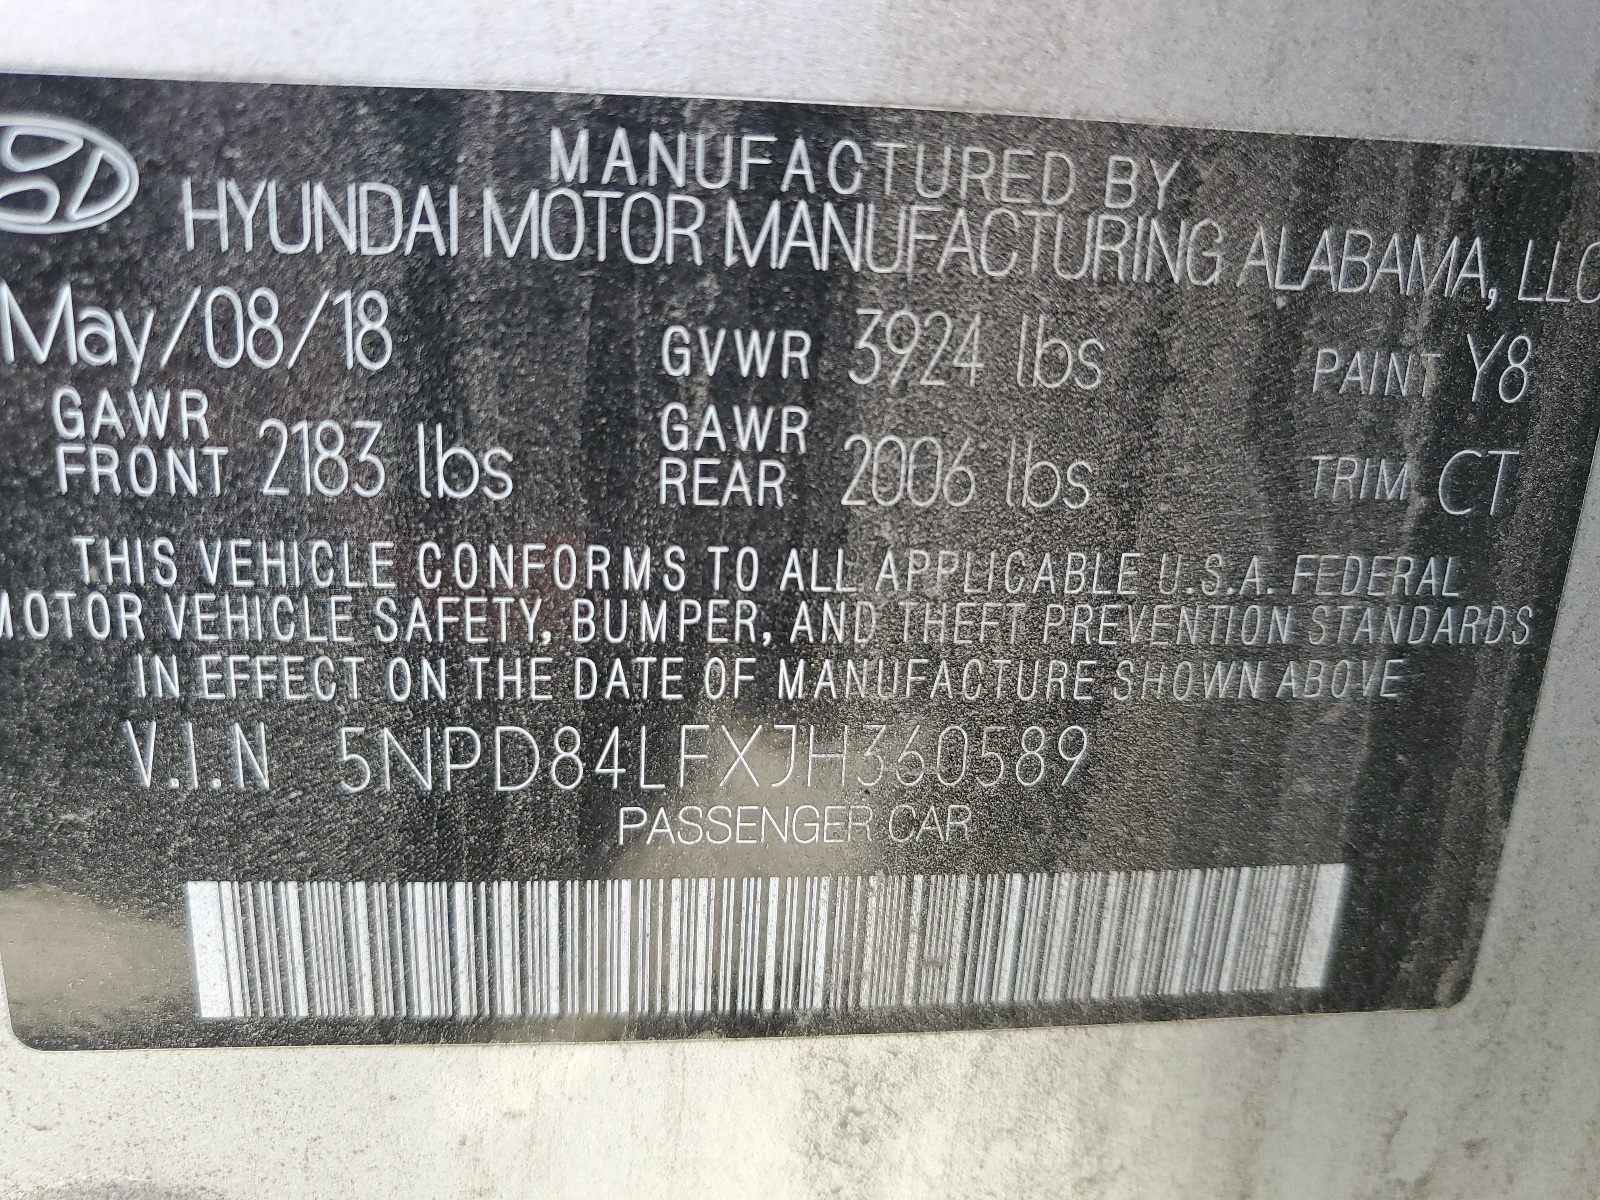 MANUFACTURED BY
HYUNDAI MOTOR MANUFACTURING ALABAMA, LLC
May/08/18 GVWR 3924 lbs PAINT Y8
GAWR FRONT 2183 lbs GAWR REAR 2006 lbs TRIM CT
THIS VEHICLE CONFORMS TO ALL APPLICABLE U.S.A. FEDERAL
MOTOR VEHICLE SAFETY, BUMPER, AND THEFT PREVENTION STANDARDS
IN EFFECT ON THE DATE OF MANUFACTURE SHOWN ABOVE
V.I.N 5NPD84LFXJH360589
PASSENGER CAR